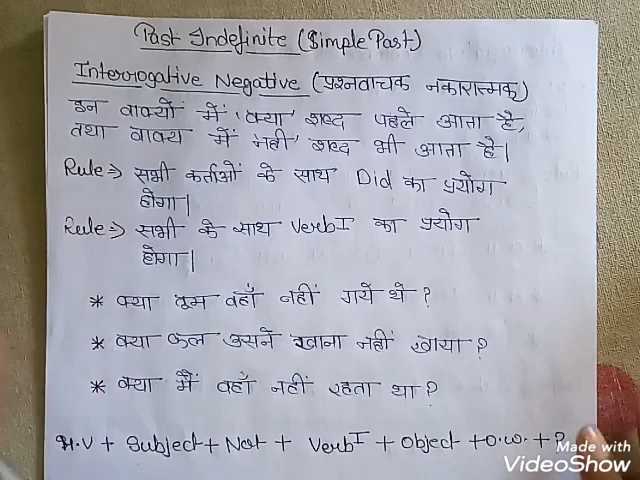 Past Indefinite (Simple Past)
Interrogative Negative (प्रश्नवाचक नकारात्मक)
इन वाक्यों में 'क्या' शब्द पहले आता है,
तथा वाक्य में 'नहीं' शब्द भी आता है।
Rule⇒ सभी कर्त्ताओं के साथ Did का प्रयोग
होगा।
Rule⇒ सभी के साथ Verb I का प्रयोग
होगा।
* क्या तुम वहाँ नहीं गये थे ?
* क्या कल उसने खाना नहीं खाया ?
* क्या मैं वहाँ नहीं रहता था ?
H.V + Subject + Not + Verb I + Object + O.W. + ?
Made with
VideoShow